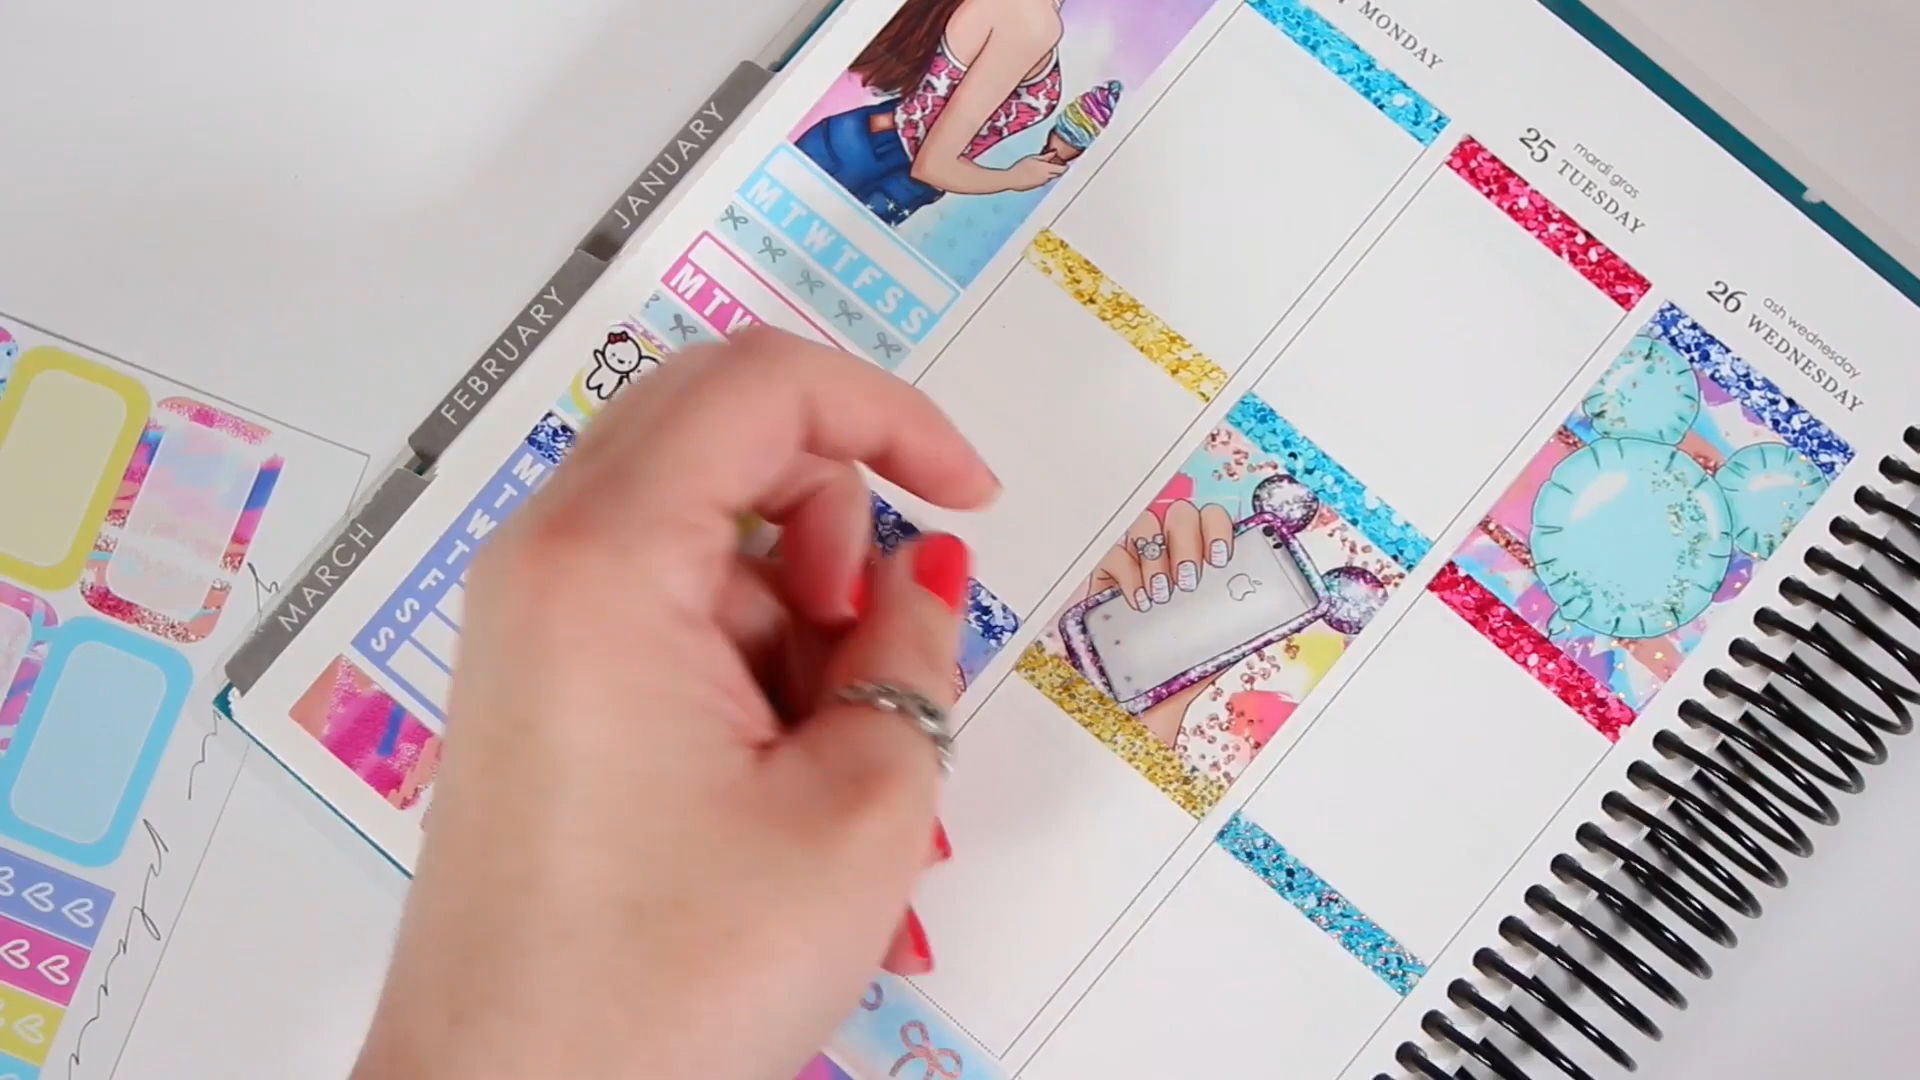 MONDAY
25 mardi gras
TUESDAY
26 ash wednesday
WEDNESDAY
JANUARY
FEBRUARY
MARCH
M T W T F S S
M T W
M T W T F S S